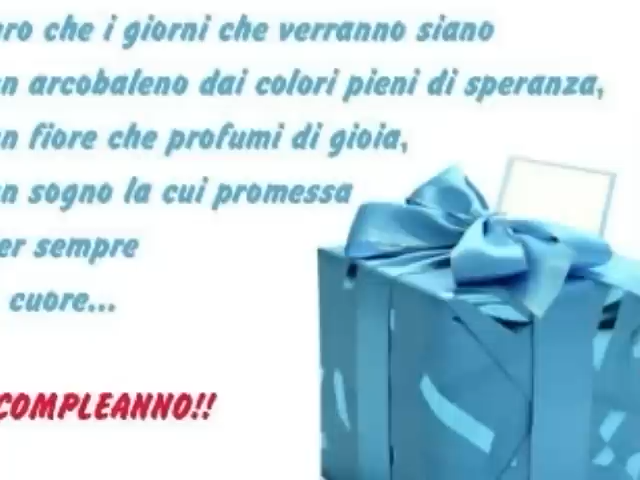 ro che i giorni che verranno siano
n arcobaleno dai colori pieni di speranza,
n fiore che profumi di gioia,
n sogno la cui promessa
er sempre
cuore...
COMPLEANNO!!